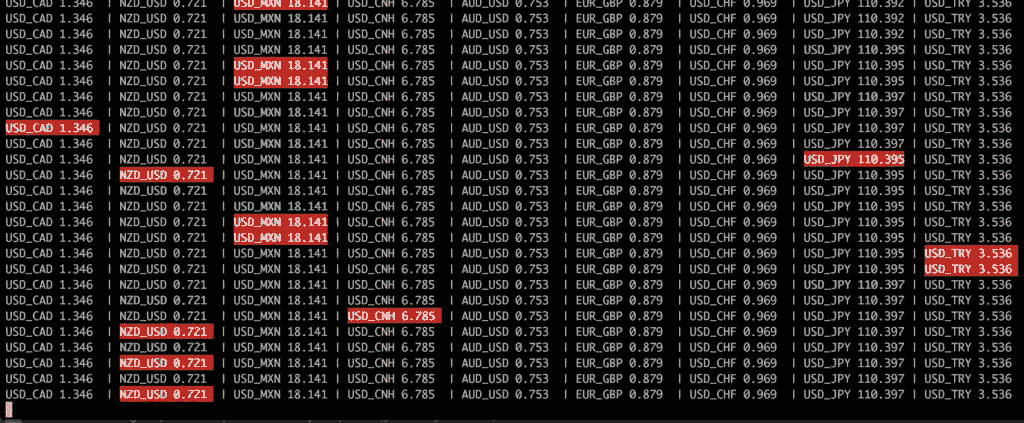 USD_CAD 1.346 | NZD_USD 0.721 | USD_MXN 18.141 | USD_CNH 6.785 | AUD_USD 0.753 | EUR_GBP 0.879 | USD_CHF 0.969 | USD_JPY 110.392 | USD_TRY 3.536
USD_CAD 1.346 | NZD_USD 0.721 | USD_MXN 18.141 | USD_CNH 6.785 | AUD_USD 0.753 | EUR_GBP 0.879 | USD_CHF 0.969 | USD_JPY 110.392 | USD_TRY 3.536
USD_CAD 1.346 | NZD_USD 0.721 | USD_MXN 18.141 | USD_CNH 6.785 | AUD_USD 0.753 | EUR_GBP 0.879 | USD_CHF 0.969 | USD_JPY 110.392 | USD_TRY 3.536
USD_CAD 1.346 | NZD_USD 0.721 | USD_MXN 18.141 | USD_CNH 6.785 | AUD_USD 0.753 | EUR_GBP 0.879 | USD_CHF 0.969 | USD_JPY 110.395 | USD_TRY 3.536
USD_CAD 1.346 | NZD_USD 0.721 | USD_MXN 18.141 | USD_CNH 6.785 | AUD_USD 0.753 | EUR_GBP 0.879 | USD_CHF 0.969 | USD_JPY 110.395 | USD_TRY 3.536
USD_CAD 1.346 | NZD_USD 0.721 | USD_MXN 18.141 | USD_CNH 6.785 | AUD_USD 0.753 | EUR_GBP 0.879 | USD_CHF 0.969 | USD_JPY 110.395 | USD_TRY 3.536
USD_CAD 1.346 | NZD_USD 0.721 | USD_MXN 18.141 | USD_CNH 6.785 | AUD_USD 0.753 | EUR_GBP 0.879 | USD_CHF 0.969 | USD_JPY 110.397 | USD_TRY 3.536
USD_CAD 1.346 | NZD_USD 0.721 | USD_MXN 18.141 | USD_CNH 6.785 | AUD_USD 0.753 | EUR_GBP 0.879 | USD_CHF 0.969 | USD_JPY 110.397 | USD_TRY 3.536
USD_CAD 1.346 | NZD_USD 0.721 | USD_MXN 18.141 | USD_CNH 6.785 | AUD_USD 0.753 | EUR_GBP 0.879 | USD_CHF 0.969 | USD_JPY 110.397 | USD_TRY 3.536
USD_CAD 1.346 | NZD_USD 0.721 | USD_MXN 18.141 | USD_CNH 6.785 | AUD_USD 0.753 | EUR_GBP 0.879 | USD_CHF 0.969 | USD_JPY 110.397 | USD_TRY 3.536
USD_CAD 1.346 | NZD_USD 0.721 | USD_MXN 18.141 | USD_CNH 6.785 | AUD_USD 0.753 | EUR_GBP 0.879 | USD_CHF 0.969 | USD_JPY 110.395 | USD_TRY 3.536
USD_CAD 1.346 | NZD_USD 0.721 | USD_MXN 18.141 | USD_CNH 6.785 | AUD_USD 0.753 | EUR_GBP 0.879 | USD_CHF 0.969 | USD_JPY 110.395 | USD_TRY 3.536
USD_CAD 1.346 | NZD_USD 0.721 | USD_MXN 18.141 | USD_CNH 6.785 | AUD_USD 0.753 | EUR_GBP 0.879 | USD_CHF 0.969 | USD_JPY 110.395 | USD_TRY 3.536
USD_CAD 1.346 | NZD_USD 0.721 | USD_MXN 18.141 | USD_CNH 6.785 | AUD_USD 0.753 | EUR_GBP 0.879 | USD_CHF 0.969 | USD_JPY 110.395 | USD_TRY 3.536
USD_CAD 1.346 | NZD_USD 0.721 | USD_MXN 18.141 | USD_CNH 6.785 | AUD_USD 0.753 | EUR_GBP 0.879 | USD_CHF 0.969 | USD_JPY 110.395 | USD_TRY 3.536
USD_CAD 1.346 | NZD_USD 0.721 | USD_MXN 18.141 | USD_CNH 6.785 | AUD_USD 0.753 | EUR_GBP 0.879 | USD_CHF 0.969 | USD_JPY 110.395 | USD_TRY 3.536
USD_CAD 1.346 | NZD_USD 0.721 | USD_MXN 18.141 | USD_CNH 6.785 | AUD_USD 0.753 | EUR_GBP 0.879 | USD_CHF 0.969 | USD_JPY 110.395 | USD_TRY 3.536
USD_CAD 1.346 | NZD_USD 0.721 | USD_MXN 18.141 | USD_CNH 6.785 | AUD_USD 0.753 | EUR_GBP 0.879 | USD_CHF 0.969 | USD_JPY 110.395 | USD_TRY 3.536
USD_CAD 1.346 | NZD_USD 0.721 | USD_MXN 18.141 | USD_CNH 6.785 | AUD_USD 0.753 | EUR_GBP 0.879 | USD_CHF 0.969 | USD_JPY 110.397 | USD_TRY 3.536
USD_CAD 1.346 | NZD_USD 0.721 | USD_MXN 18.141 | USD_CNH 6.785 | AUD_USD 0.753 | EUR_GBP 0.879 | USD_CHF 0.969 | USD_JPY 110.397 | USD_TRY 3.536
USD_CAD 1.346 | NZD_USD 0.721 | USD_MXN 18.141 | USD_CNH 6.785 | AUD_USD 0.753 | EUR_GBP 0.879 | USD_CHF 0.969 | USD_JPY 110.397 | USD_TRY 3.536
USD_CAD 1.346 | NZD_USD 0.721 | USD_MXN 18.141 | USD_CNH 6.785 | AUD_USD 0.753 | EUR_GBP 0.879 | USD_CHF 0.969 | USD_JPY 110.397 | USD_TRY 3.536
USD_CAD 1.346 | NZD_USD 0.721 | USD_MXN 18.141 | USD_CNH 6.785 | AUD_USD 0.753 | EUR_GBP 0.879 | USD_CHF 0.969 | USD_JPY 110.397 | USD_TRY 3.536
USD_CAD 1.346 | NZD_USD 0.721 | USD_MXN 18.141 | USD_CNH 6.785 | AUD_USD 0.753 | EUR_GBP 0.879 | USD_CHF 0.969 | USD_JPY 110.397 | USD_TRY 3.536
USD_CAD 1.346 | NZD_USD 0.721 | USD_MXN 18.141 | USD_CNH 6.785 | AUD_USD 0.753 | EUR_GBP 0.879 | USD_CHF 0.969 | USD_JPY 110.397 | USD_TRY 3.536
USD_CAD 1.346 | NZD_USD 0.721 | USD_MXN 18.141 | USD_CNH 6.785 | AUD_USD 0.753 | EUR_GBP 0.879 | USD_CHF 0.969 | USD_JPY 110.397 | USD_TRY 3.536